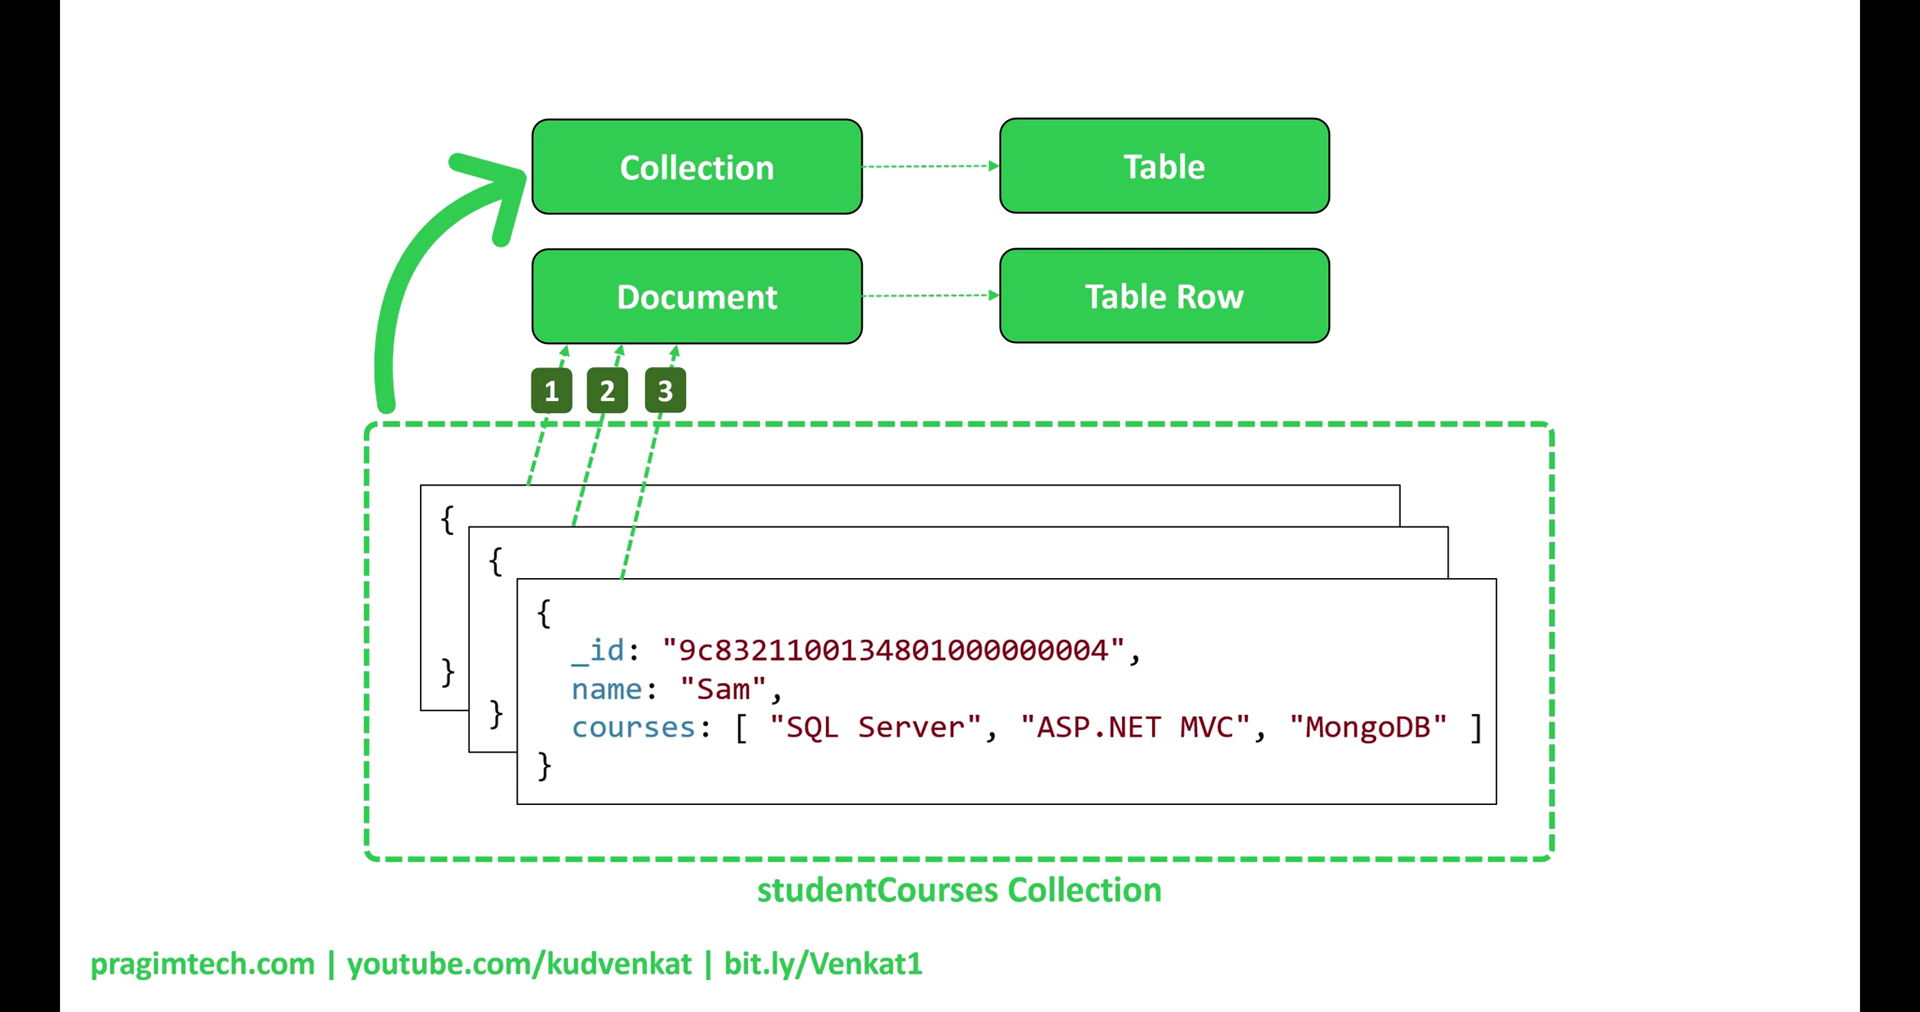 Collection
Table
Document
Table Row
1 2 3
{
{
{
_id: "9c8321100134801000000004",
name: "Sam",
courses: [ "SQL Server", "ASP.NET MVC", "MongoDB" ]
}
}
}
studentCourses Collection
pragimtech.com | youtube.com/kudvenkat | bit.ly/Venkat1